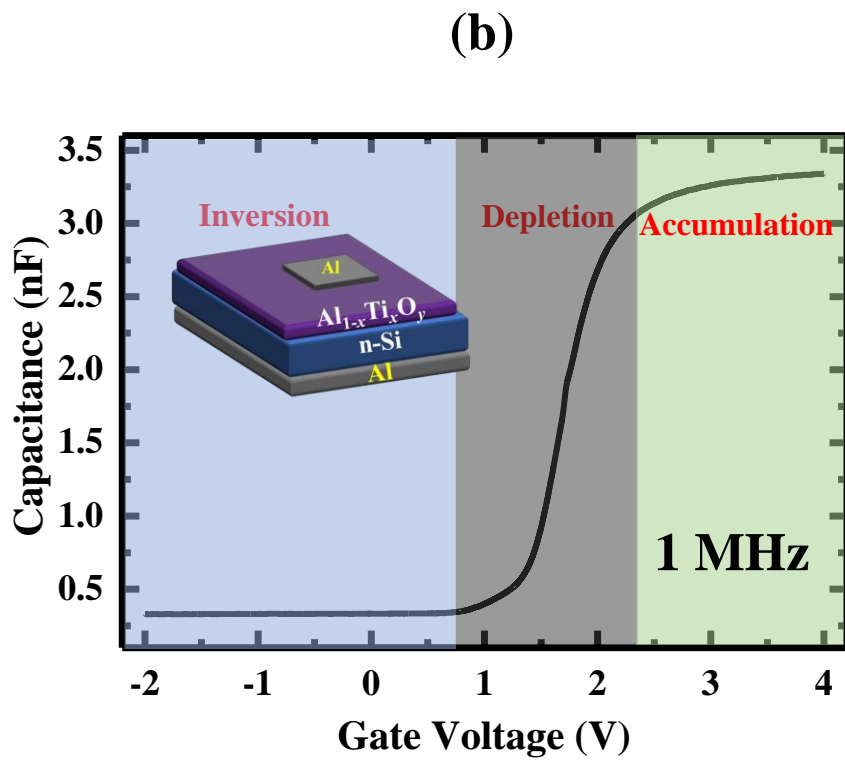 (b)
3.5
3.0
2.5
2.0
1.5
1.0
0.5
Capacitance (nF)
Inversion
Depletion
Accumulation
Al
Al₁₋ₓTiₓOᵧ
n-Si
Al
1 MHz
-2 -1 0 1 2 3 4
Gate Voltage (V)